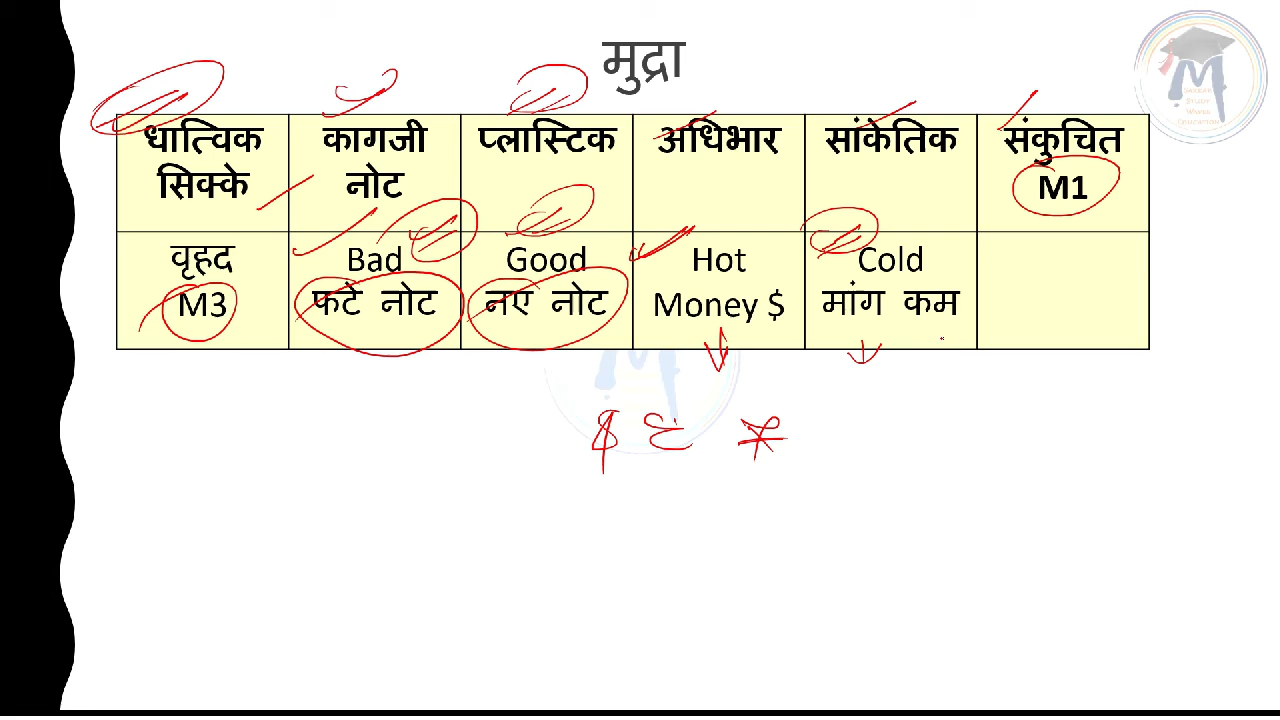 मुद्रा
धात्विक सिक्के
कागजी नोट
प्लास्टिक
अधिभार
सांकेतिक
संकुचित M1
वृहद M3
Bad फटे नोट
Good नए नोट
Hot Money $
Cold मांग कम
$
M